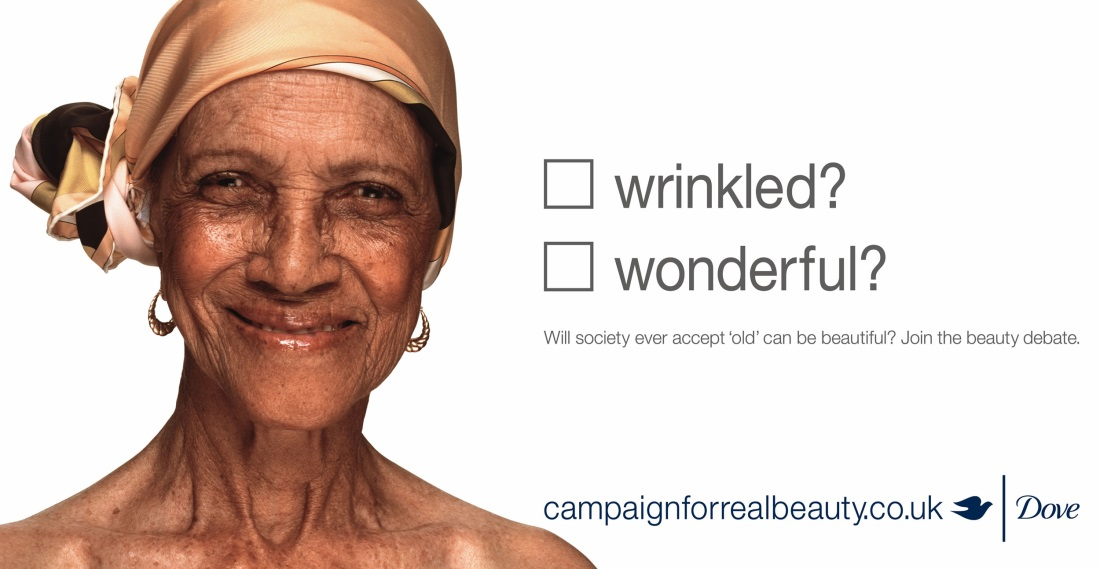 wrinkled?
wonderful?
Will society ever accept ‘old’ can be beautiful? Join the beauty debate.
campaignforrealbeauty.co.uk
Dove